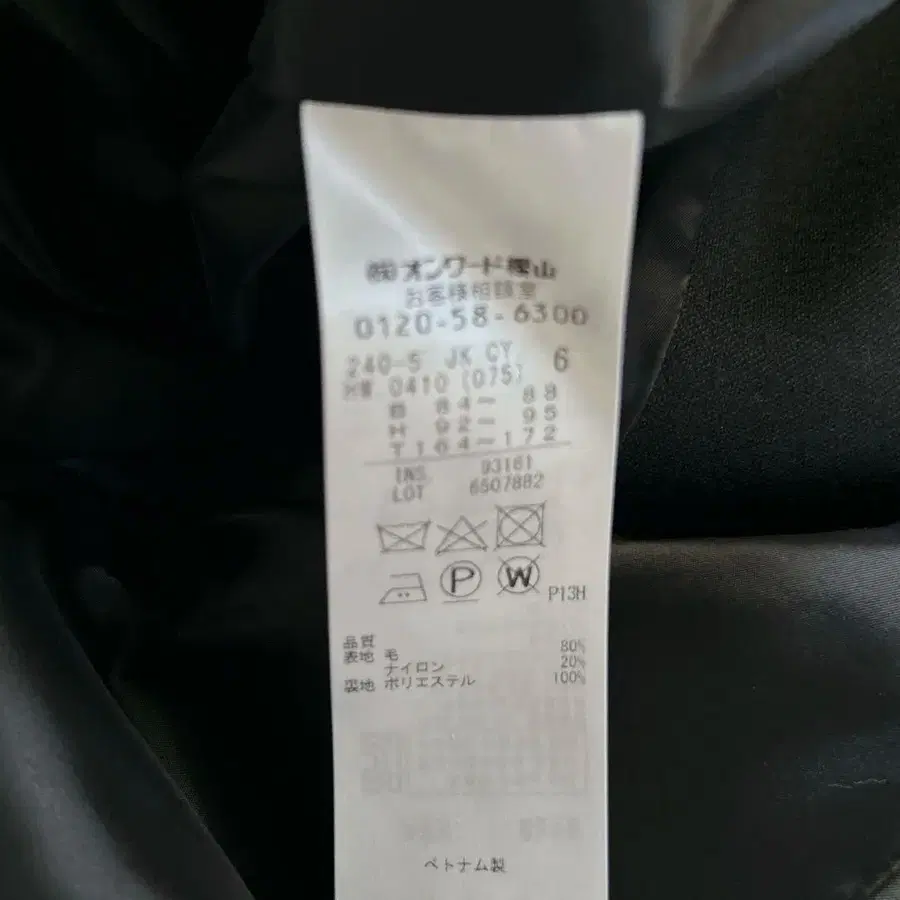 ㈱オンワード樫山
お客様相談室
0120-58-6300
240-5 JK CY 6
0410 (075)
B 84～88
H 92～95
T 164～172
INS 93161
LOT 6507882
P
W
P13H
品質
表地 毛 80%
ナイロン 20%
裏地 ポリエステル 100%
ベトナム製